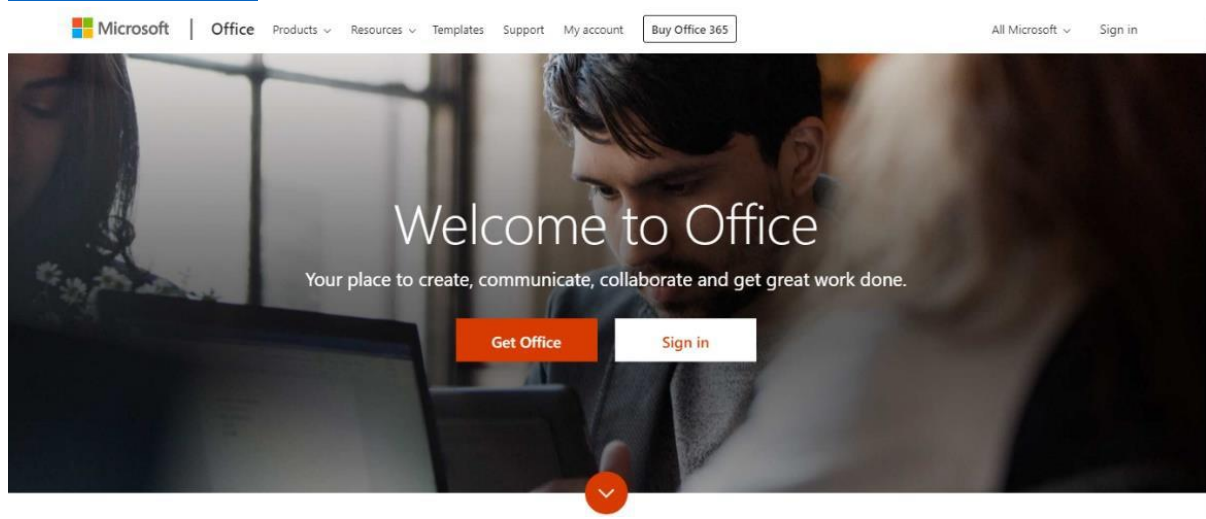 Microsoft | Office Products Resources Templates Support My account Buy Office 365 All Microsoft Sign in
Welcome to Office
Your place to create, communicate, collaborate and get great work done.
Get Office Sign in